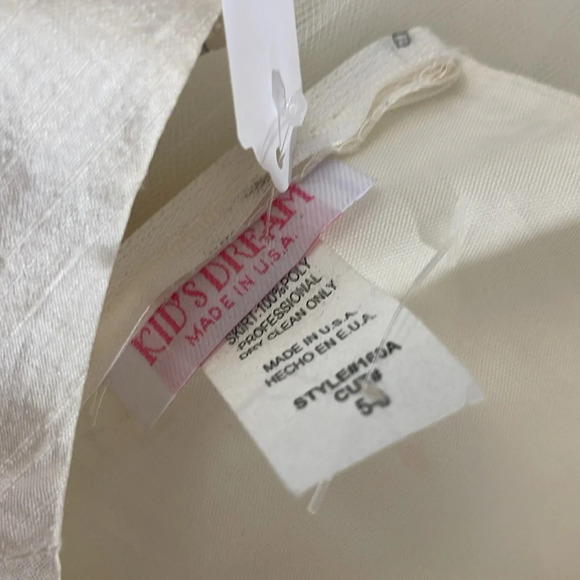 KID'S DREAM
MADE IN U.S.A.
SKIRT:100%POLY
PROFESSIONAL
DRY CLEAN ONLY
MADE IN U.S.A.
HECHO EN E.U.A.
CUT#